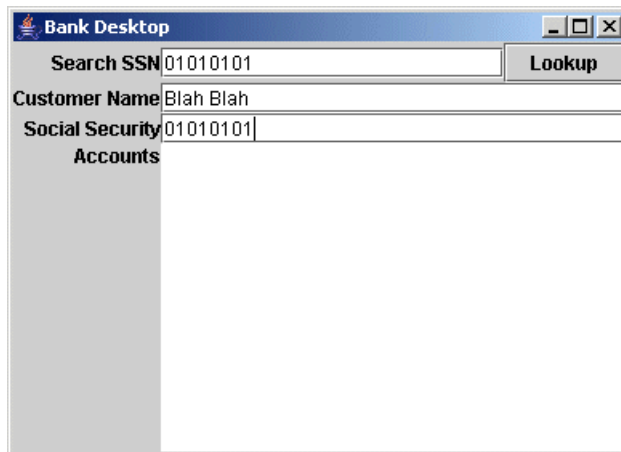 Bank Desktop
Search SSN 01010101 Lookup
Customer Name Blah Blah
Social Security 01010101
Accounts